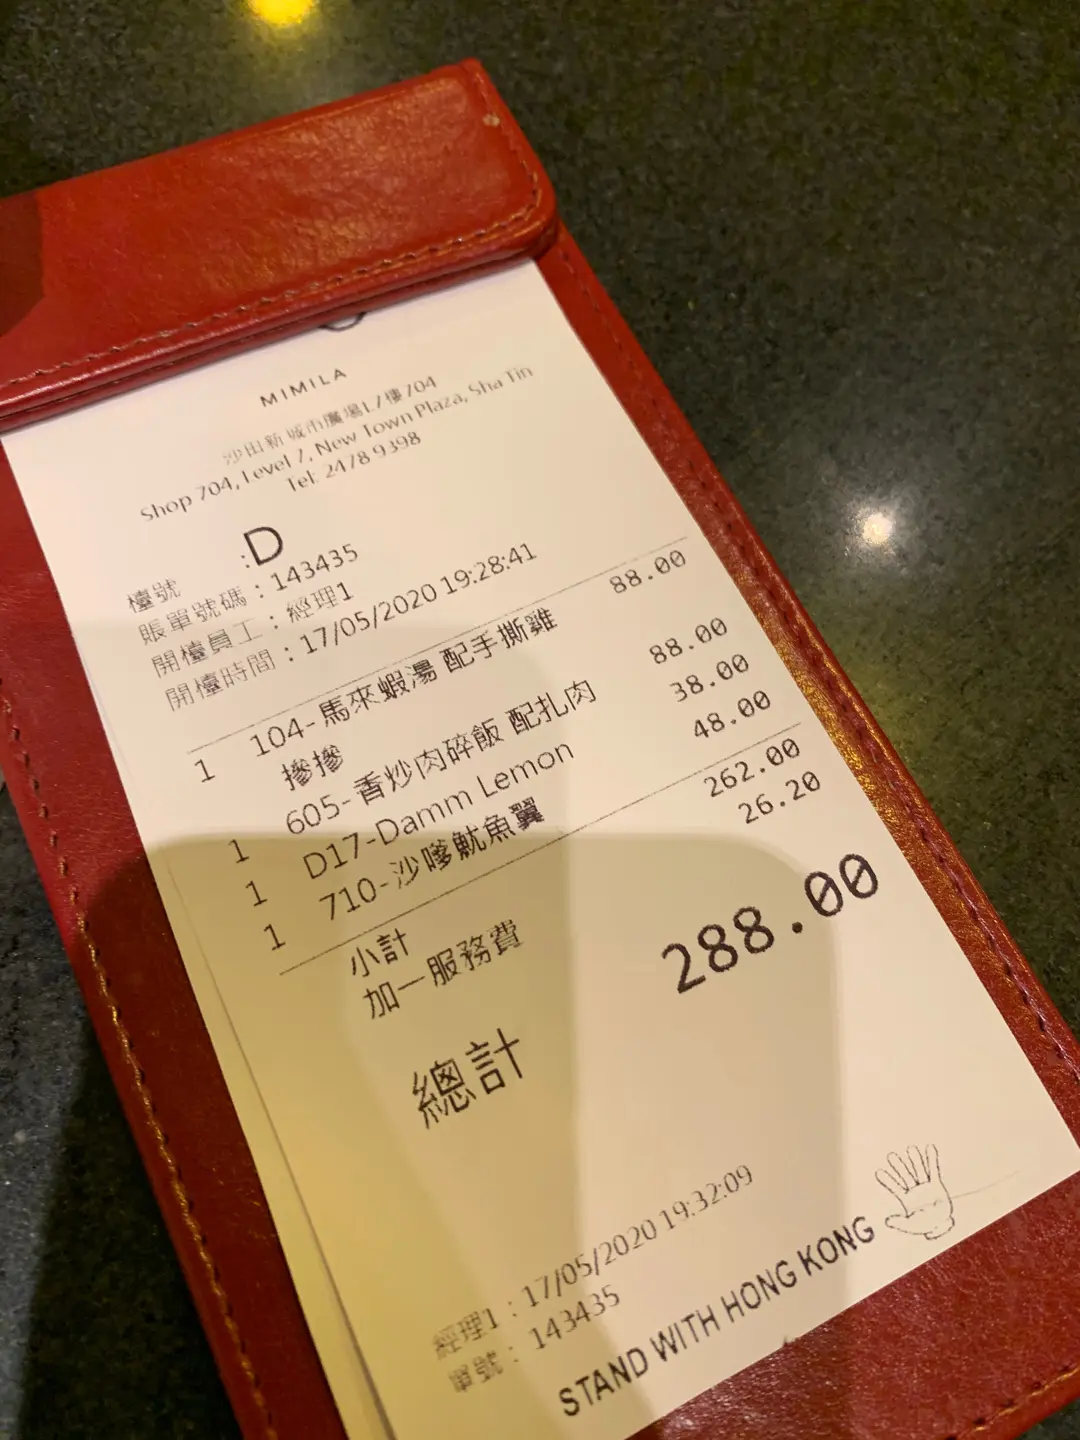 MIMILA
沙田新城市廣場L7樓704
Shop 704, Level 7, New Town Plaza, Sha Tin
Tel: 2478 9398
檯號 :D
賬單號碼：143435
開檯員工：經理1
開檯時間：17/05/2020 19:28:41
1 104-馬來蝦湯 配手撕雞 88.00
摻摻
1 605-香炒肉碎飯 配扎肉 88.00
1 D17-Damm Lemon 38.00
1 710-沙嗲魷魚翼 48.00
小計 262.00
加一服務費 26.20
總計 288.00
經理1：17/05/2020 19:32:09
單號：143435
STAND WITH HONG KONG